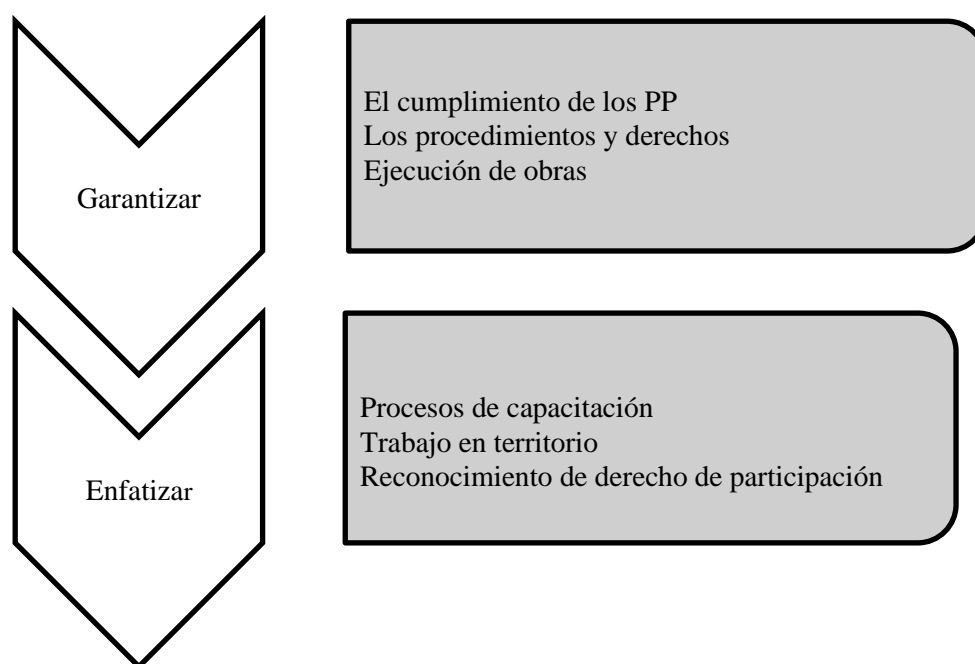 Garantizar
El cumplimiento de los PP
Los procedimientos y derechos
Ejecución de obras
Enfatizar
Procesos de capacitación
Trabajo en territorio
Reconocimiento de derecho de participación